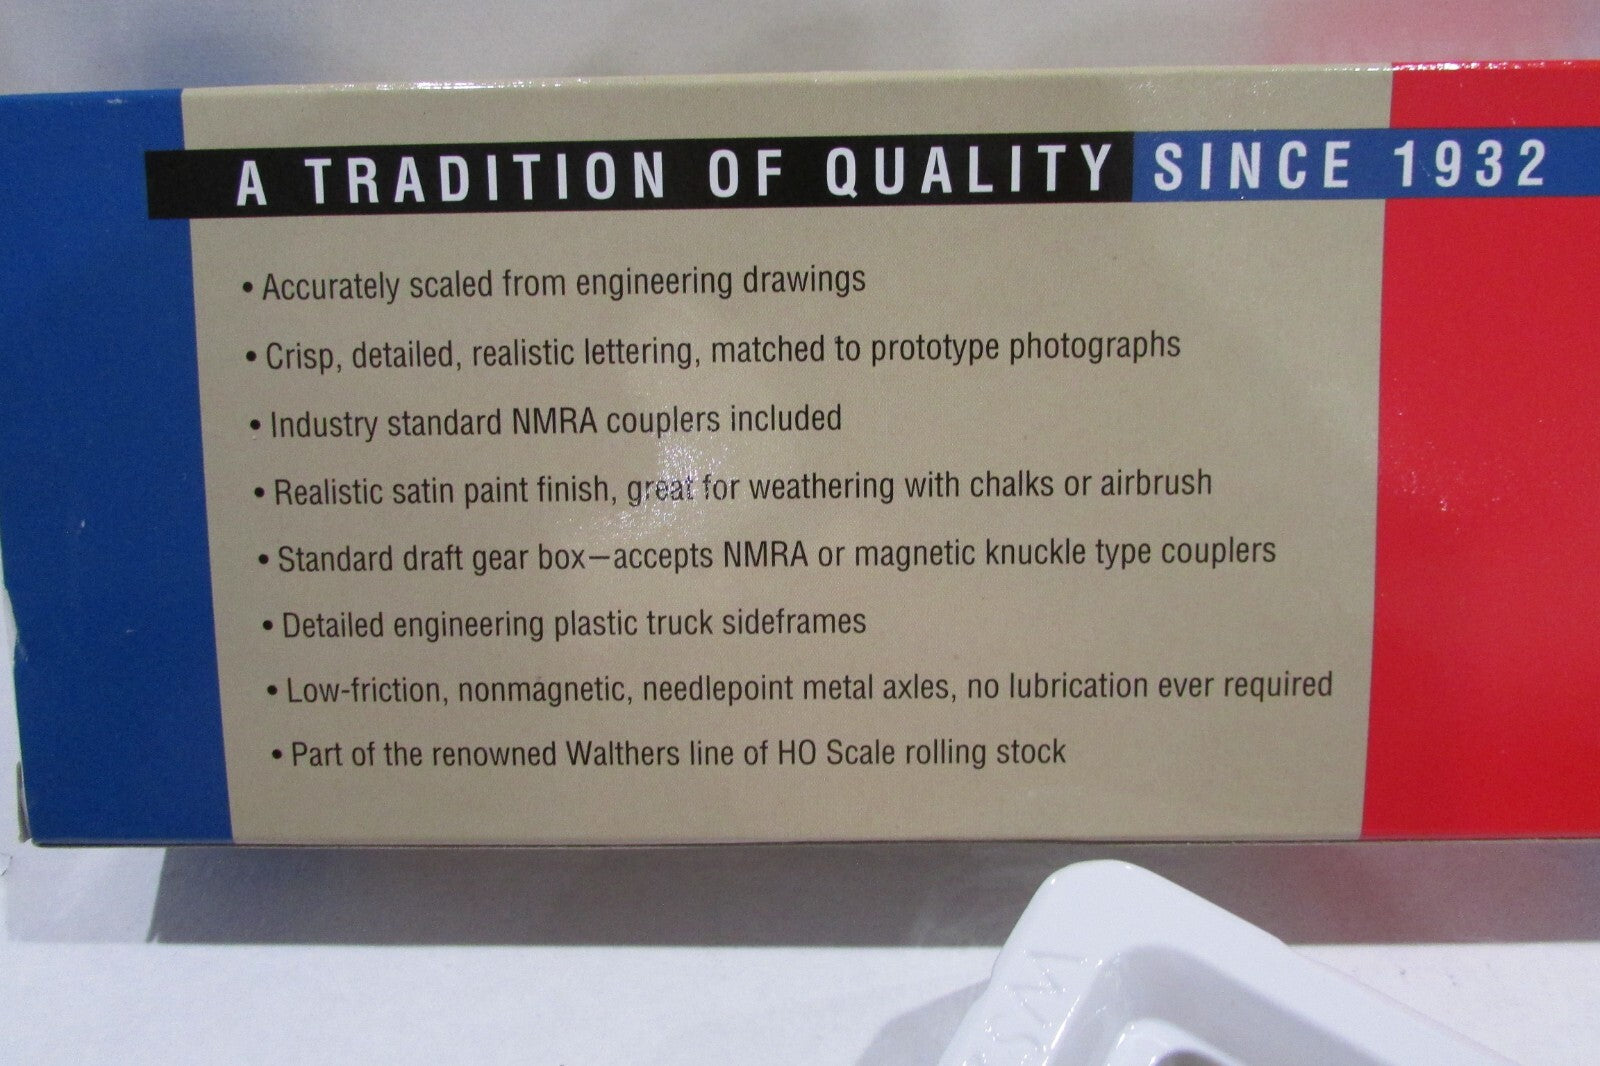 A TRADITION OF QUALITY SINCE 1932
• Accurately scaled from engineering drawings
• Crisp, detailed, realistic lettering, matched to prototype photographs
• Industry standard NMRA couplers included
• Realistic satin paint finish, great for weathering with chalks or airbrush
• Standard draft gear box—accepts NMRA or magnetic knuckle type couplers
• Detailed engineering plastic truck sideframes
• Low-friction, nonmagnetic, needlepoint metal axles, no lubrication ever required
• Part of the renowned Walthers line of HO Scale rolling stock